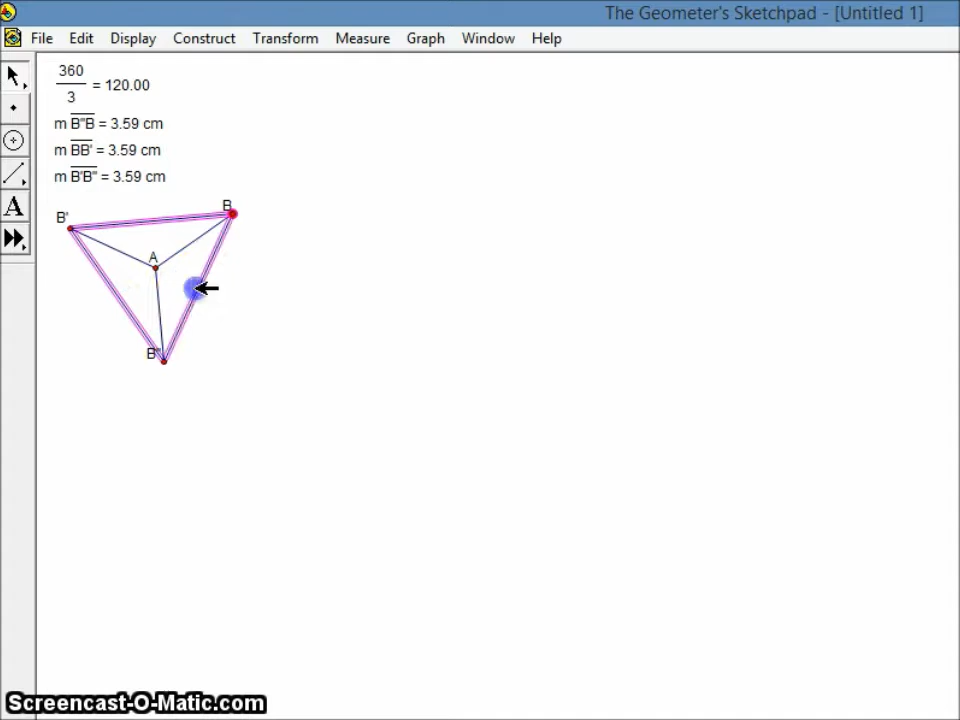 The Geometer's Sketchpad - [Untitled 1]
File Edit Display Construct Transform Measure Graph Window Help
360
3
= 120.00
m B"B = 3.59 cm
m BB' = 3.59 cm
m B'B" = 3.59 cm
A
B
B'
A
B"
Screencast-O-Matic.com